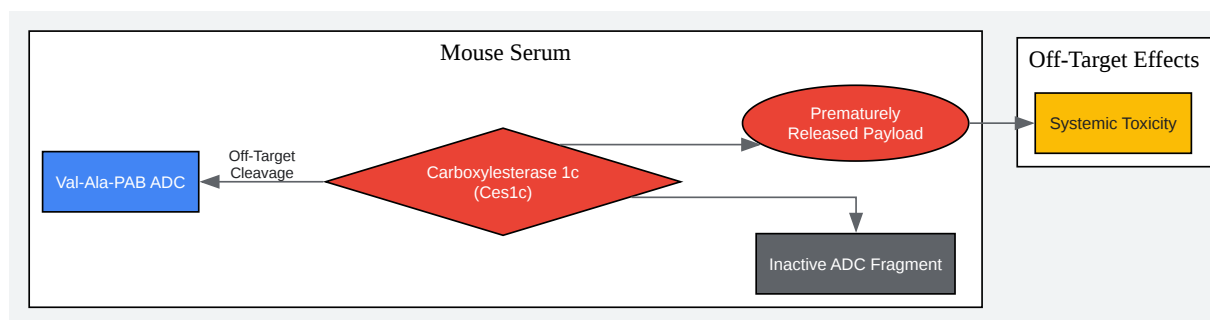 Mouse Serum
Off-Target Effects
Prematurely
Released Payload
Systemic Toxicity
Off-Target
Cleavage
Val-Ala-PAB ADC
Carboxylesterase 1c
(Ces1c)
Inactive ADC Fragment